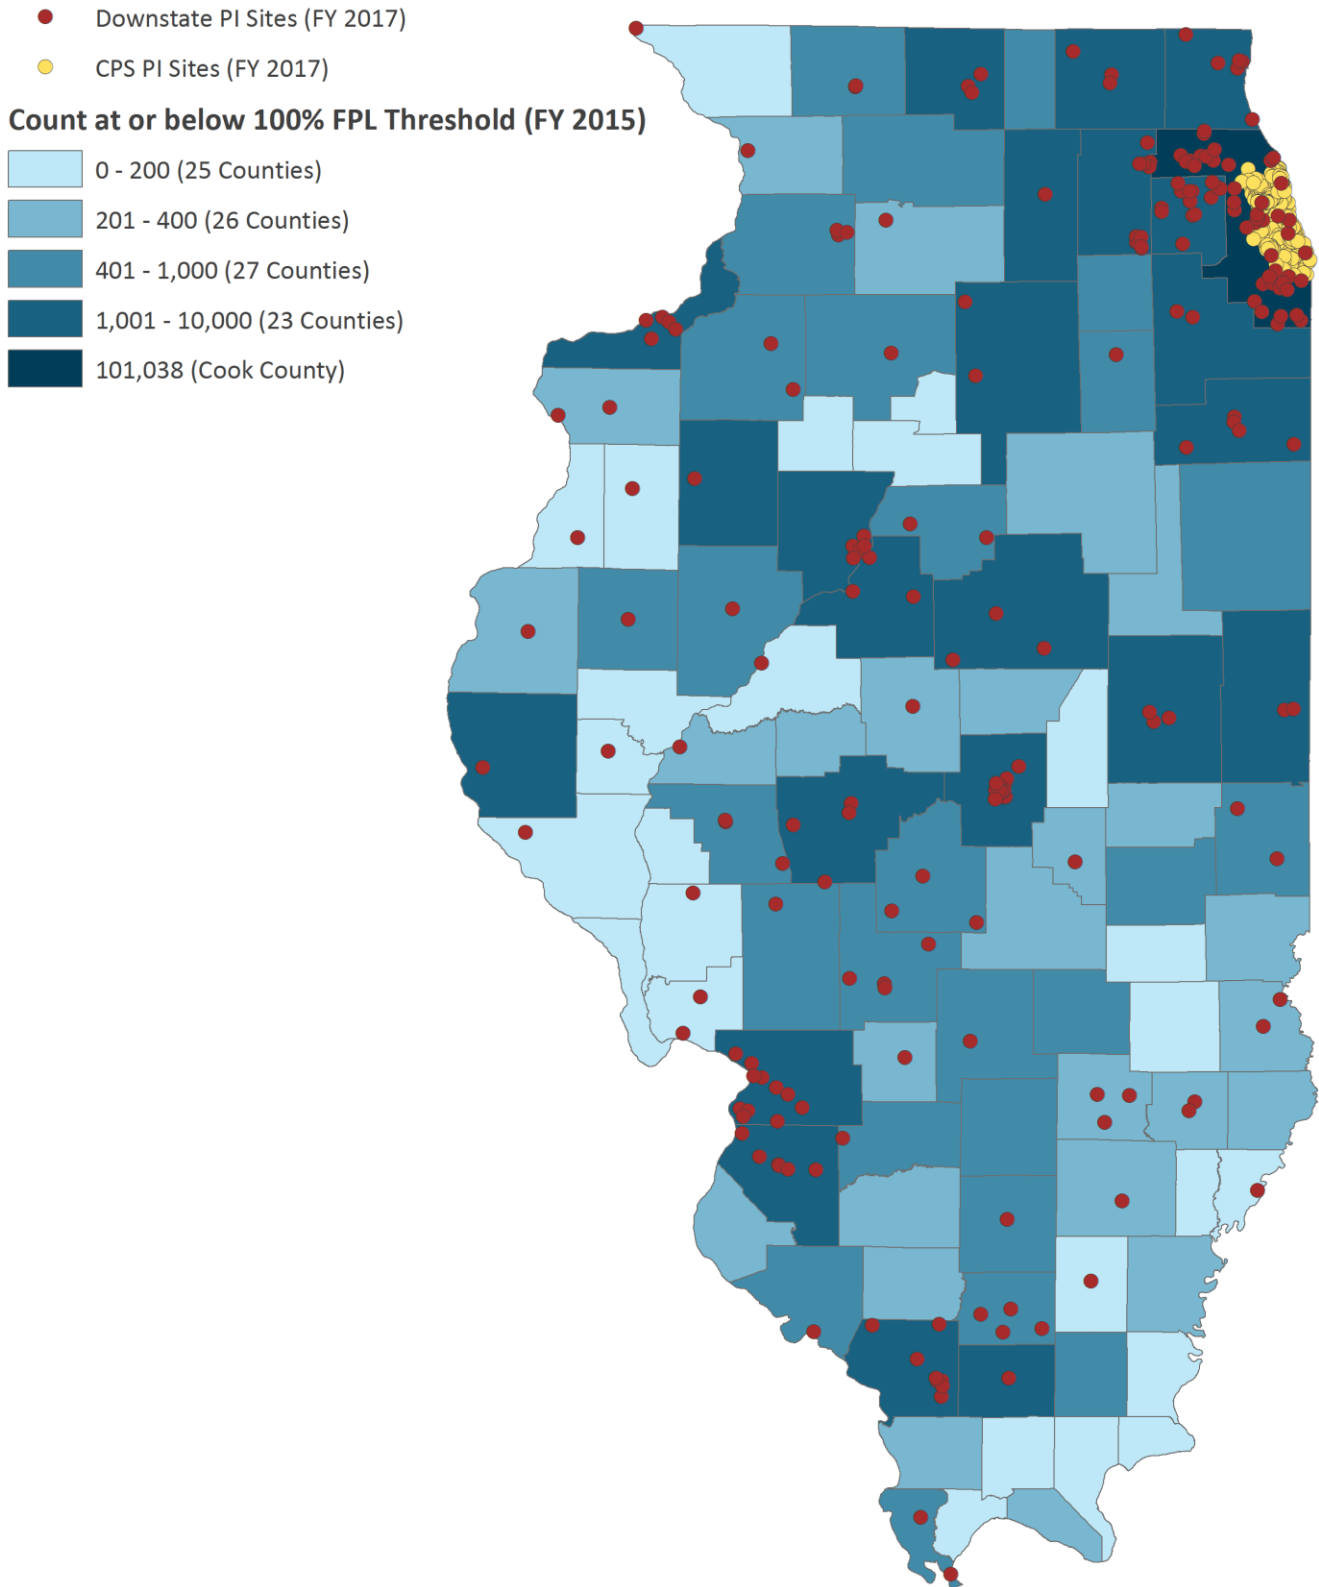 Downstate PI Sites (FY 2017)
CPS PI Sites (FY 2017)
Count at or below 100% FPL Threshold (FY 2015)
0 - 200 (25 Counties)
201 - 400 (26 Counties)
401 - 1,000 (27 Counties)
1,001 - 10,000 (23 Counties)
101,038 (Cook County)